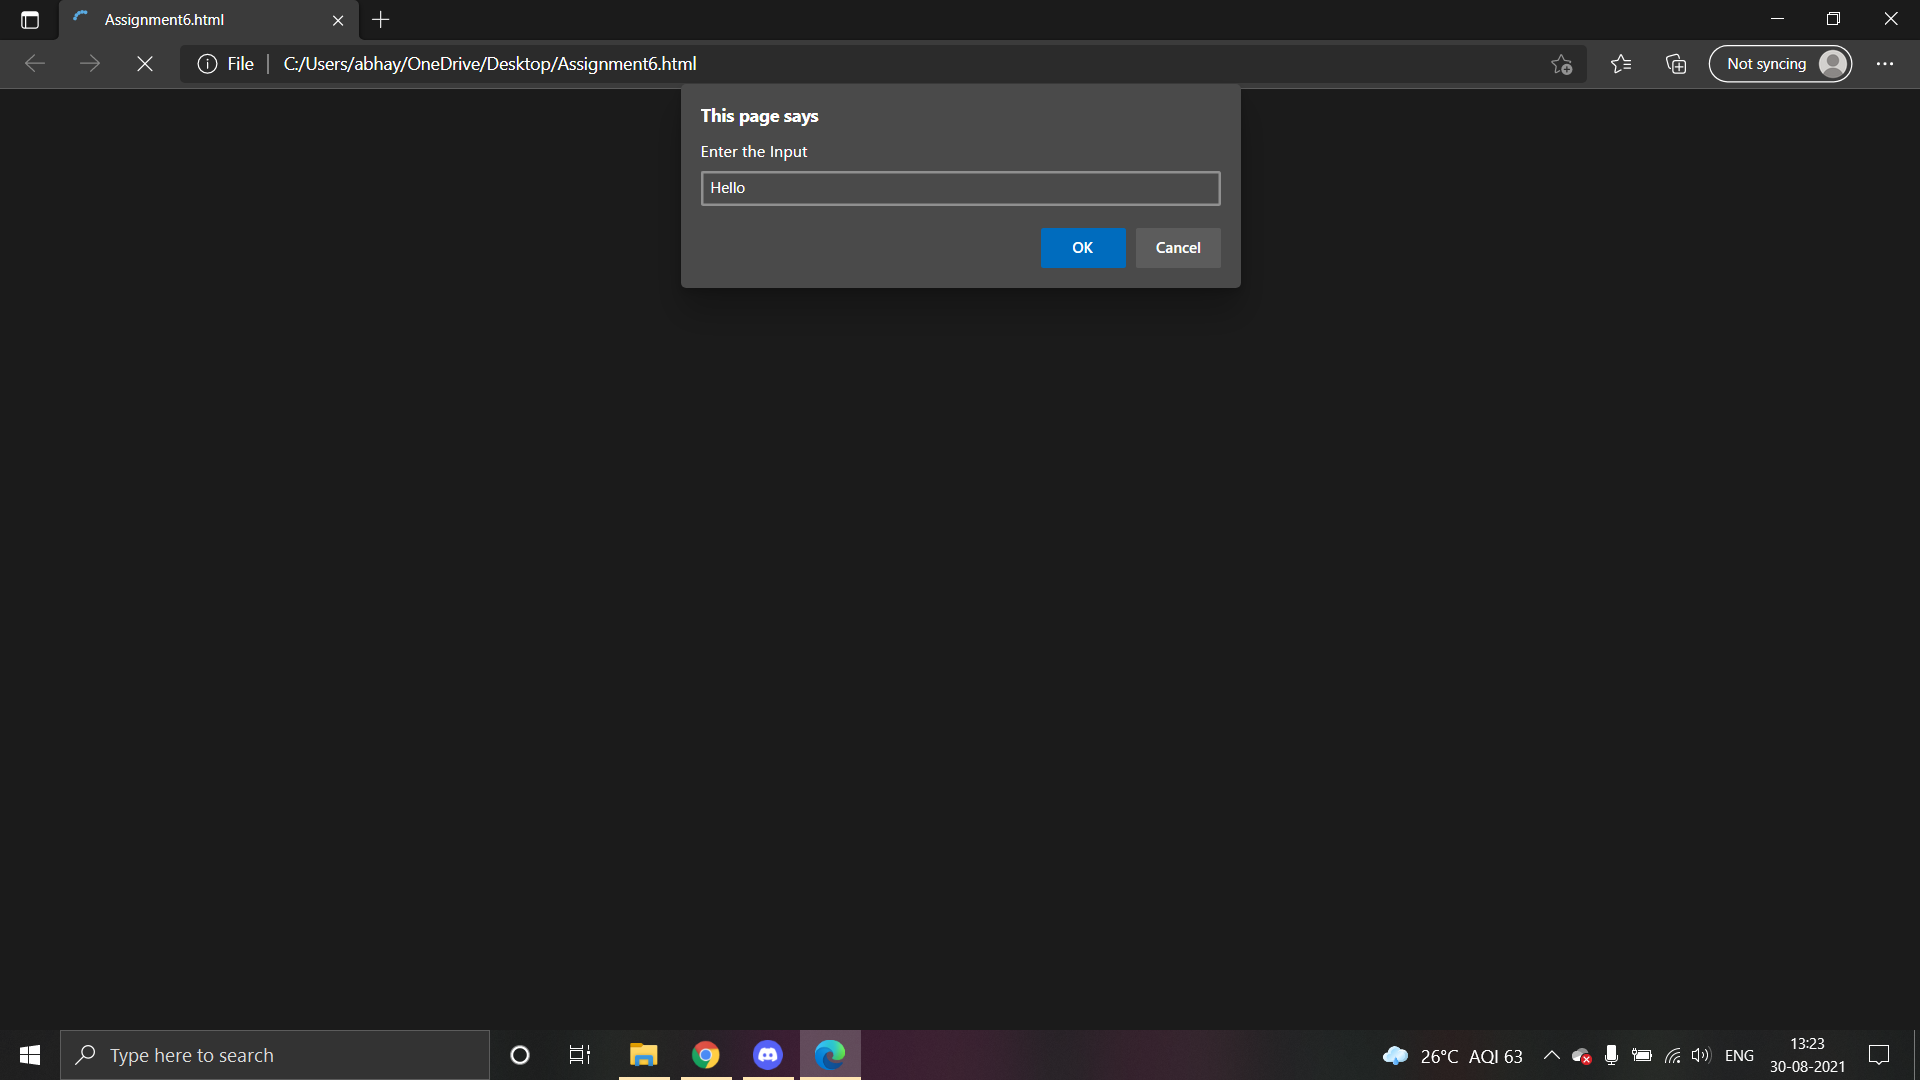 Assignment6.html
File
C:/Users/abhay/OneDrive/Desktop/Assignment6.html
Not syncing
This page says
Enter the Input
Hello
OK
Cancel
Type here to search
26°C AQI 63
ENG
13:23
30-08-2021